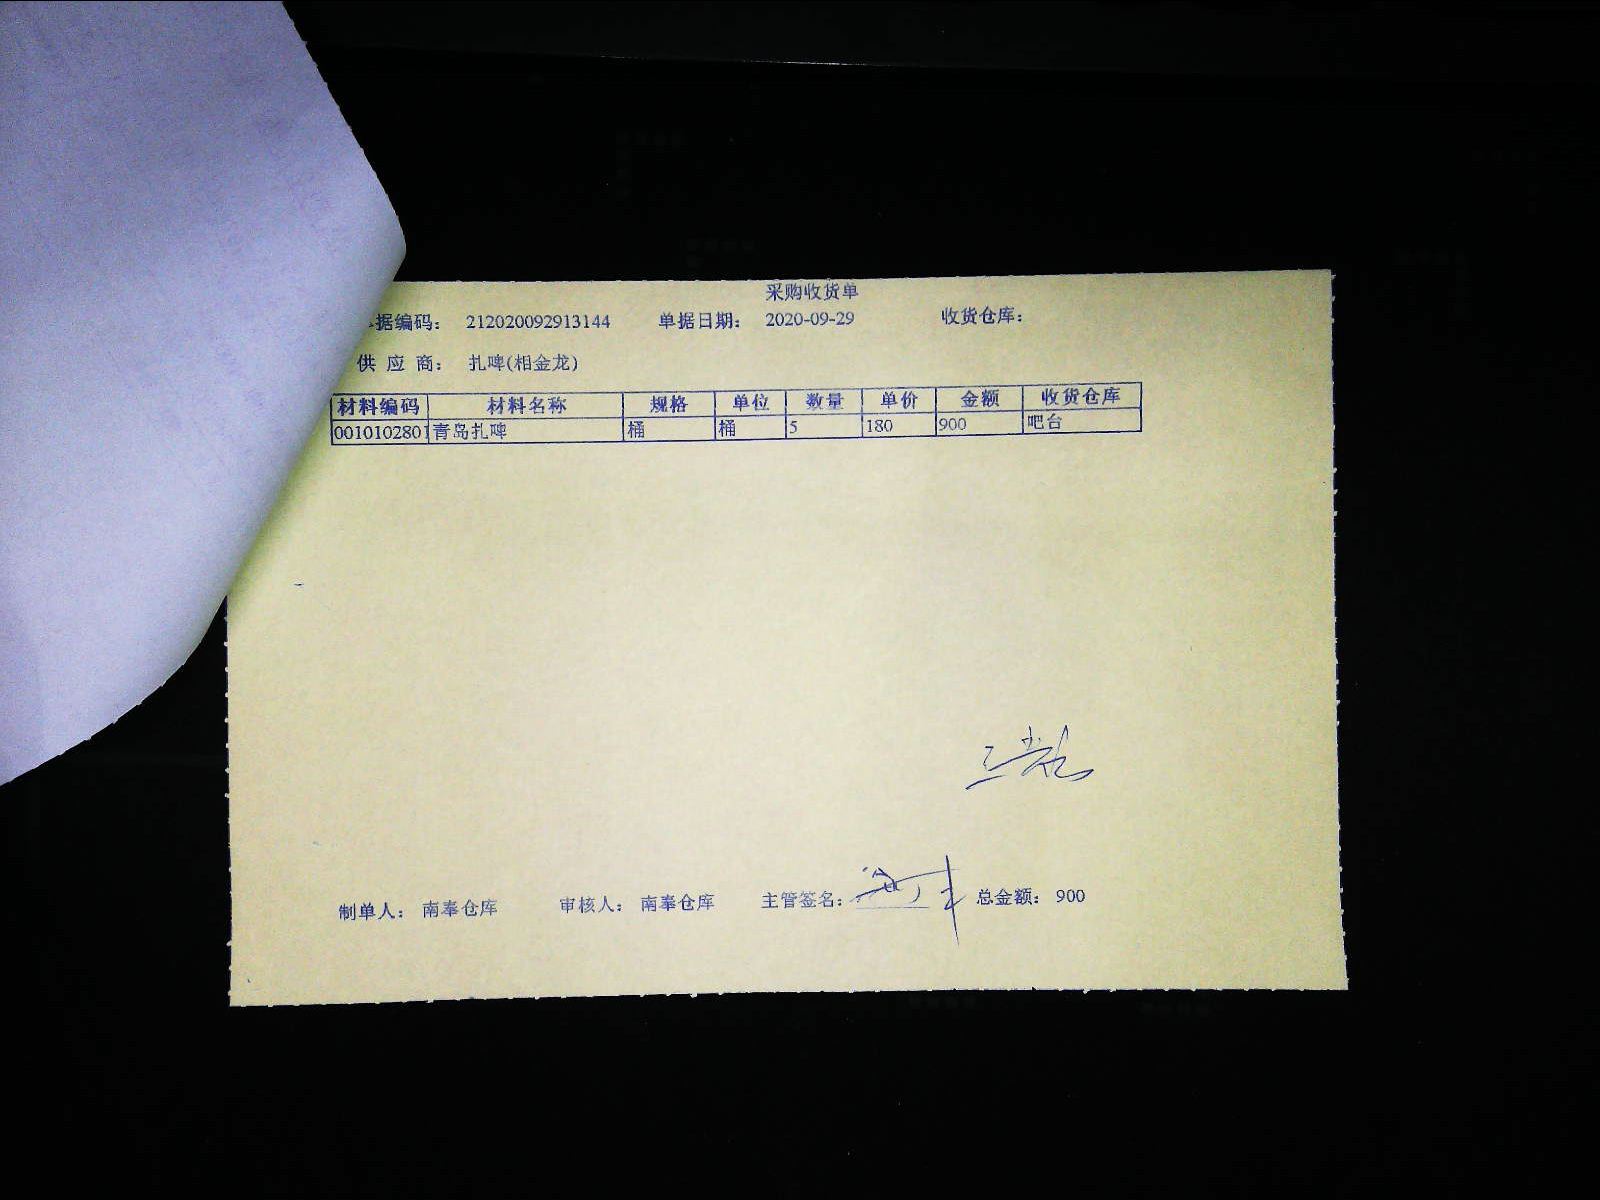 采购收货单
据编码: 212020092913144 单据日期: 2020-09-29 收货仓库:
供 应 商: 扎啤(相金龙)
材料编码 材料名称 规格 单位 数量 单价 金额 收货仓库
0010102801 青岛扎啤 桶 桶 5 180 900 吧台
制单人: 南奉仓库 审核人: 南奉仓库 主管签名: 总金额: 900